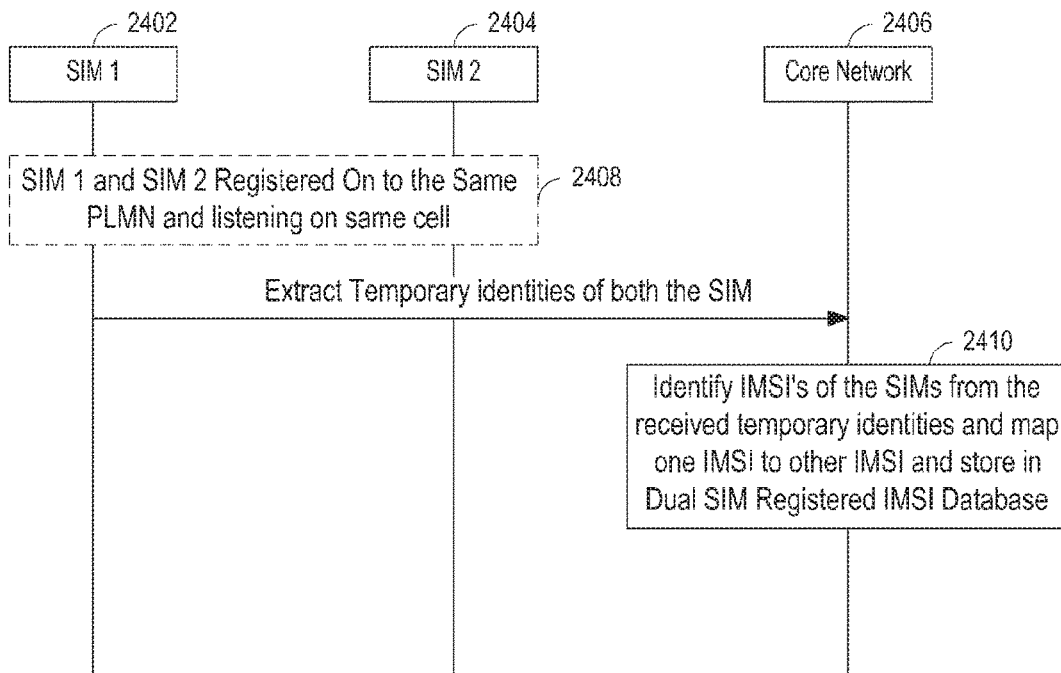 2402
2404
2406
SIM 1
SIM 2
Core Network
SIM 1 and SIM 2 Registered On to the Same
PLMN and listening on same cell
2408
Extract Temporary identities of both the SIM
2410
Identify IMSI's of the SIMs from the
received temporary identities and map
one IMSI to other IMSI and store in
Dual SIM Registered IMSI Database